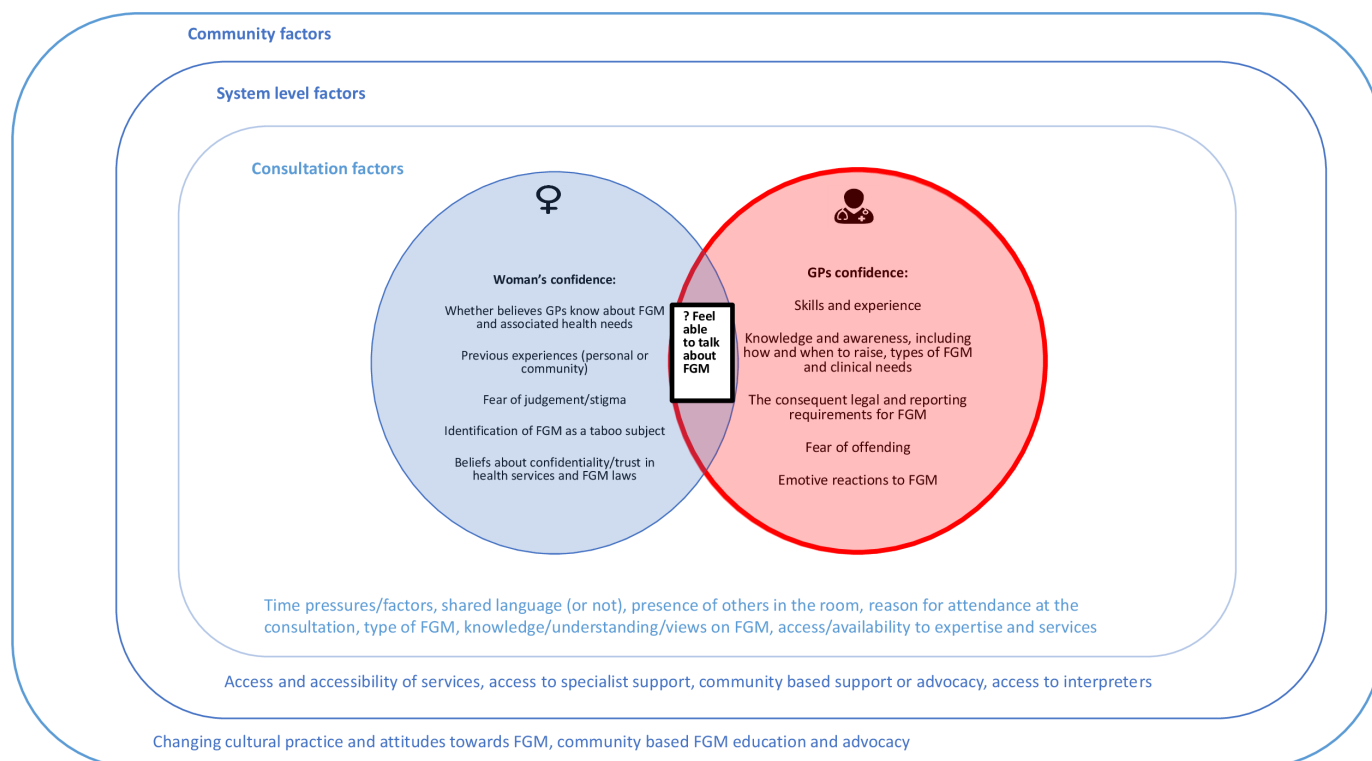 Community factors
System level factors
Consultation factors
Woman's confidence:
Whether believes GPs know about FGM
and associated health needs
Previous experiences (personal or
community)
Fear of judgement/stigma
Identification of FGM as a taboo subject
Beliefs about confidentiality/trust in
health services and FGM laws
? Feel
able
to talk
about
FGM
GPs confidence:
Skills and experience
Knowledge and awareness, including
how and when to raise, types of FGM
and clinical needs
The consequent legal and reporting
requirements for FGM
Fear of offending
Emotive reactions to FGM
Time pressures/factors, shared language (or not), presence of others in the room, reason for attendance at the
consultation, type of FGM, knowledge/understanding/views on FGM, access/availability to expertise and services
Access and accessibility of services, access to specialist support, community based support or advocacy, access to interpreters
Changing cultural practice and attitudes towards FGM, community based FGM education and advocacy